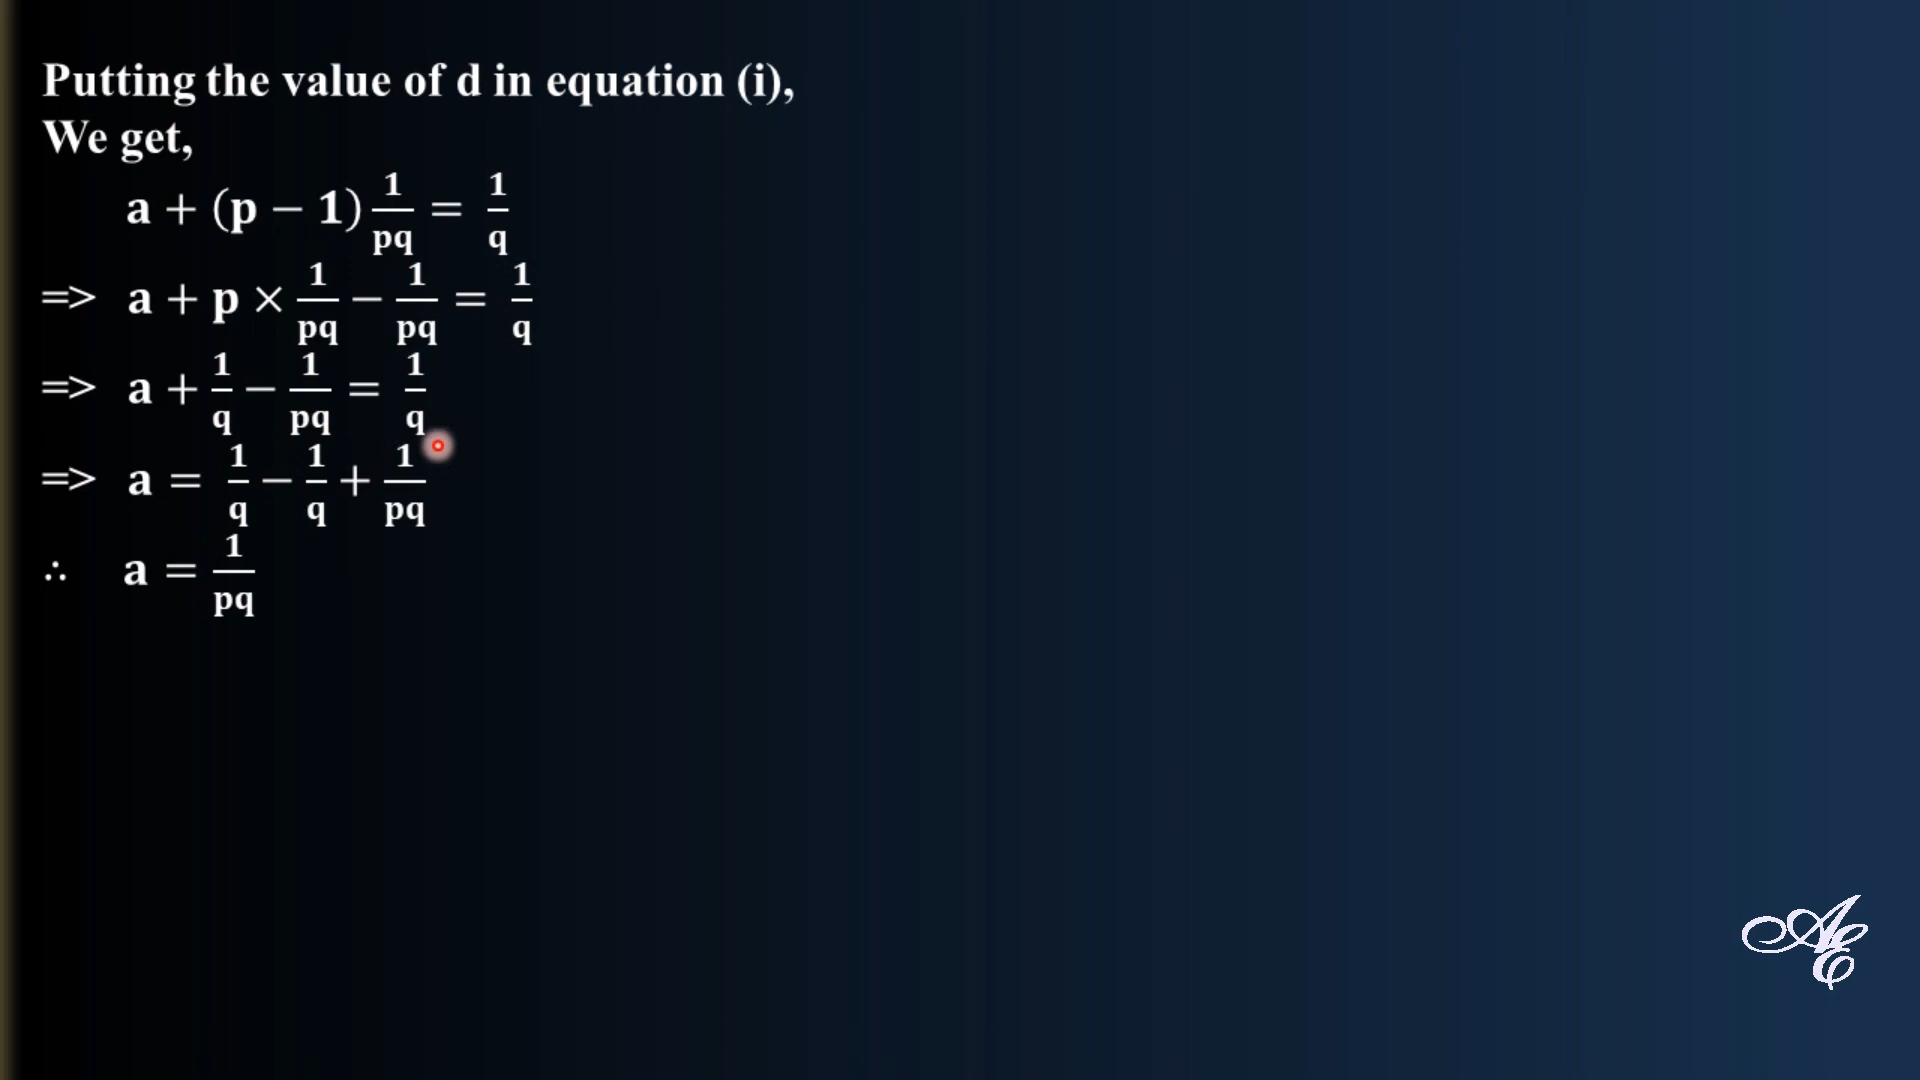 Putting the value of d in equation (i),
We get,
a + (p − 1) 1/pq = 1/q
=> a + p × 1/pq − 1/pq = 1/q
=> a + 1/q − 1/pq = 1/q
=> a = 1/q − 1/q + 1/pq
∴ a = 1/pq
AE